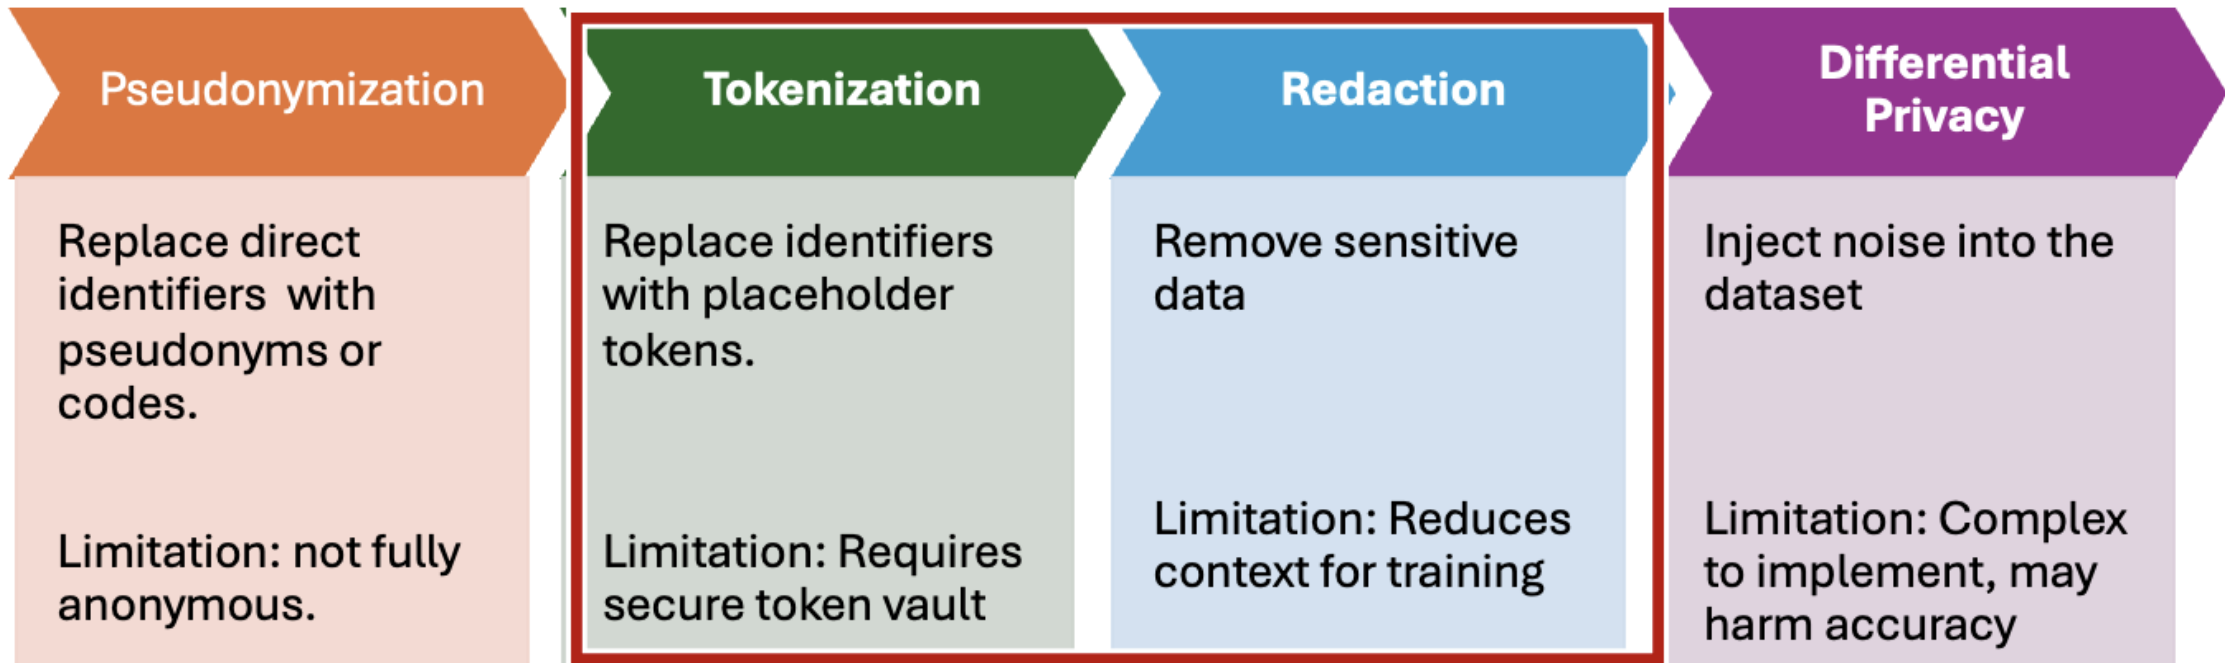 Pseudonymization
Replace direct
identifiers with
pseudonyms or
codes.
Limitation: not fully
anonymous.
Tokenization
Replace identifiers
with placeholder
tokens.
Limitation: Requires
secure token vault
Redaction
Remove sensitive
data
Limitation: Reduces
context for training
Differential
Privacy
Inject noise into the
dataset
Limitation: Complex
to implement, may
harm accuracy